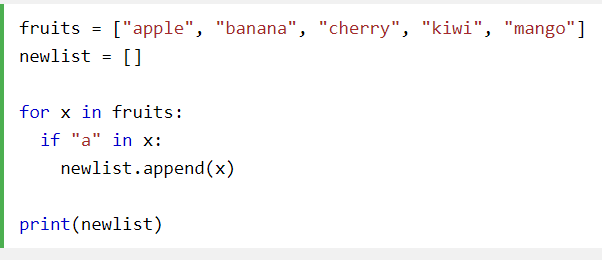 fruits = ["apple", "banana", "cherry", "kiwi", "mango"]
newlist = []
for x in fruits:
  if "a" in x:
    newlist.append(x)
print(newlist)